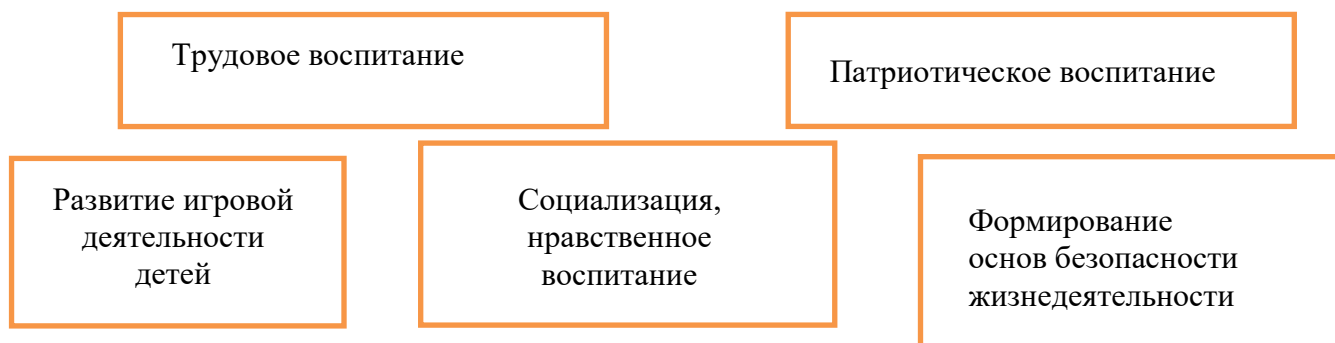 Трудовое воспитание
Патриотическое воспитание
Развитие игровой
деятельности
детей
Социализация,
нравственное
воспитание
Формирование
основ безопасности
жизнедеятельности